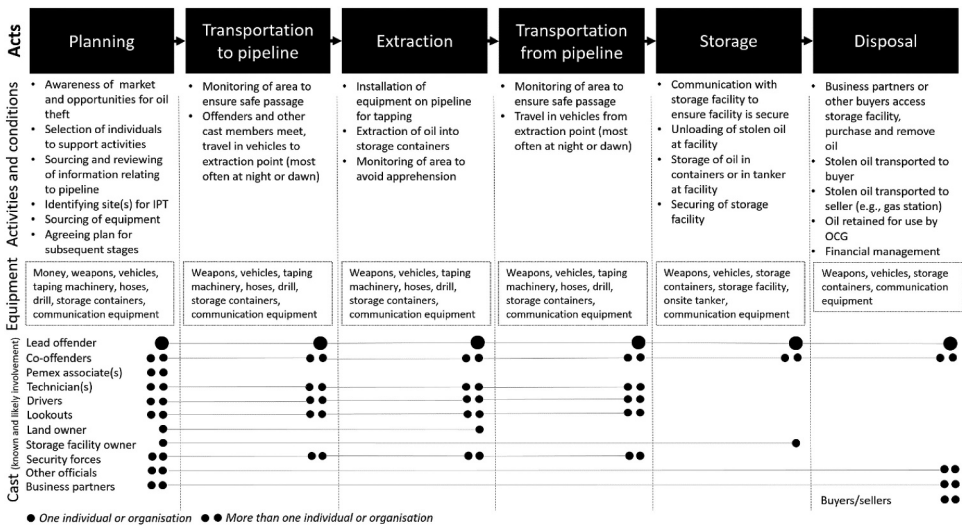 Acts
Planning
Transportation
to pipeline
Extraction
Transportation
from pipeline
Storage
Disposal
Activities and conditions
• Awareness of market
and opportunities for oil
theft
• Selection of individuals
to support activities
• Sourcing and reviewing
of information relating
to pipeline
• Identifying site(s) for IPT
• Sourcing of equipment
• Agreeing plan for
subsequent stages
• Monitoring of area to
ensure safe passage
• Offenders and other
cast members meet,
travel in vehicles to
extraction point (most
often at night or dawn)
• Installation of
equipment on pipeline
for tapping
• Extraction of oil into
storage containers
• Monitoring of area to
avoid apprehension
• Monitoring of area to
ensure safe passage
• Travel in vehicles from
extraction point (most
often at night or dawn)
• Communication with
storage facility to
ensure facility is secure
• Unloading of stolen oil
at facility
• Storage of oil in
containers or in tanker
at facility
• Securing of storage
facility
• Business partners or
other buyers access
storage facility,
purchase and remove
oil
• Stolen oil transported to
buyer
• Stolen oil transported to
seller (e.g., gas station)
• Oil retained for use by
OCG
• Financial management
Equipment
Money, weapons, vehicles,
taping machinery, hoses,
drill, storage containers,
communication equipment
Weapons, vehicles, taping
machinery, hoses, drill,
storage containers,
communication equipment
Weapons, vehicles, taping
machinery, hoses, drill,
storage containers,
communication equipment
Weapons, vehicles, taping
machinery, hoses, drill,
storage containers,
communication equipment
Weapons, vehicles, storage
containers, storage facility,
onsite tanker,
communication equipment
Weapons, vehicles, storage
containers, communication
equipment
Cast (known and likely involvement)
Lead offender
Co-offenders
Pemex associate(s)
Technician(s)
Drivers
Lookouts
Land owner
Storage facility owner
Security forces
Other officials
Business partners
Buyers/sellers
One individual or organisation
More than one individual or organisation